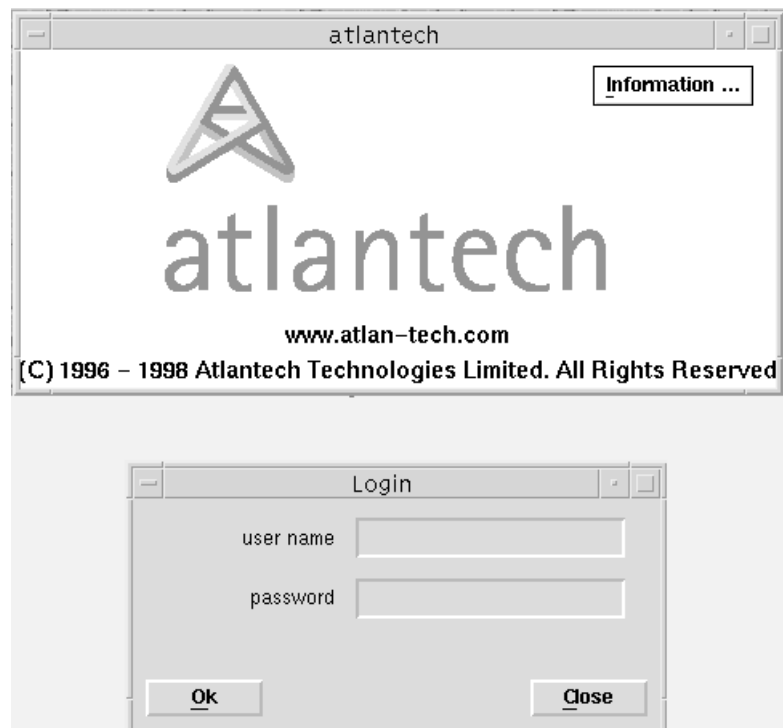 atlantech
Information ...
atlantech
www.atlan-tech.com
(C) 1996 – 1998 Atlantech Technologies Limited. All Rights Reserved
Login
user name
password
Ok
Close